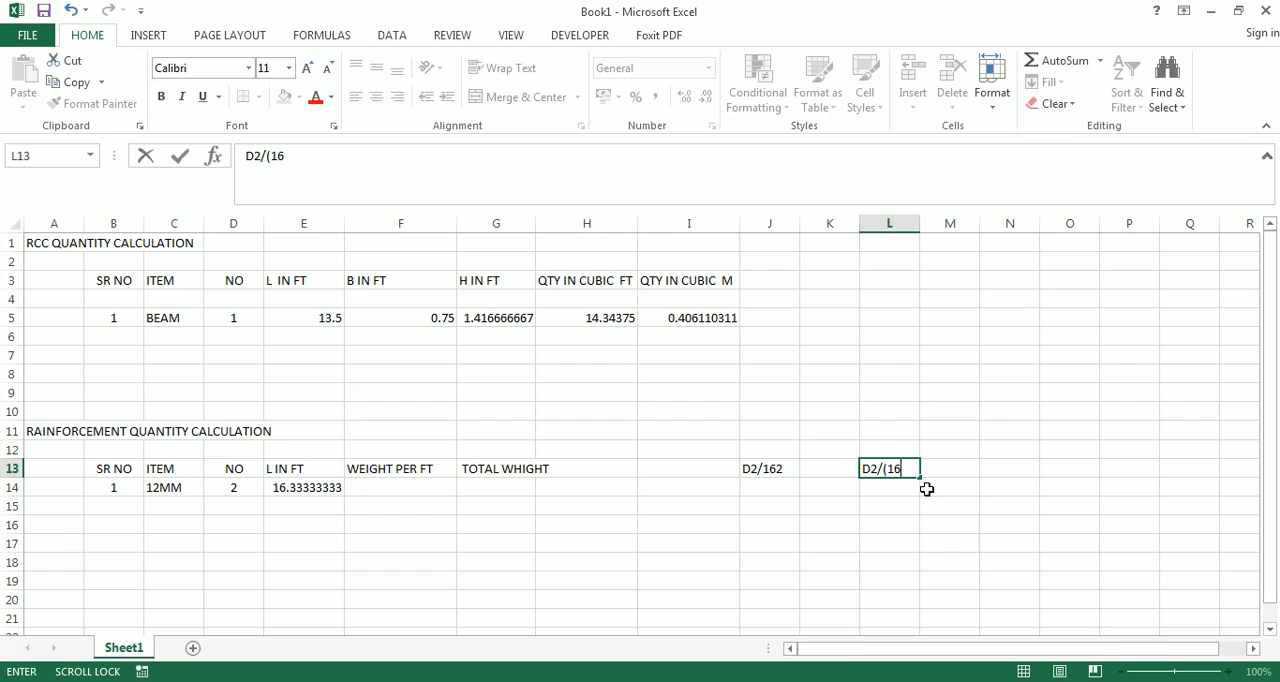 Book1 - Microsoft Excel
?
FILE HOME INSERT PAGE LAYOUT FORMULAS DATA REVIEW VIEW DEVELOPER Foxit PDF Sign in
Paste
Cut
Copy
Format Painter
Clipboard
Calibri 11
B I U A
Font
Wrap Text
Merge & Center
Alignment
General
%
Number
Conditional Formatting
Format as Table
Cell Styles
Styles
Insert Delete Format
Cells
AutoSum
Fill
Clear
Sort & Filter
Find & Select
Editing
L13 fx D2/(16
A B C D E F G H I J K L M N O P Q R
1 RCC QUANTITY CALCULATION
2
3 SR NO ITEM NO L IN FT B IN FT H IN FT QTY IN CUBIC FT QTY IN CUBIC M
4
5 1 BEAM 1 13.5 0.75 1.416666667 14.34375 0.406110311
6
7
8
9
10
11 RAINFORCEMENT QUANTITY CALCULATION
12
13 SR NO ITEM NO L IN FT WEIGHT PER FT TOTAL WHIGHT D2/162 D2/(16
14 1 12MM 2 16.33333333
15
16
17
18
19
20
21
Sheet1
ENTER SCROLL LOCK 100%